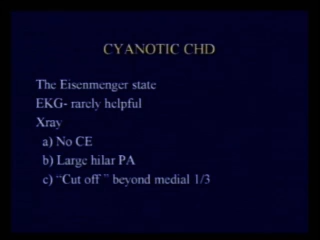 CYANOTIC CHD
The Eisenmenger state
EKG- rarely helpful
Xray
a) No CE
b) Large hilar PA
c) “Cut off ” beyond medial 1/3